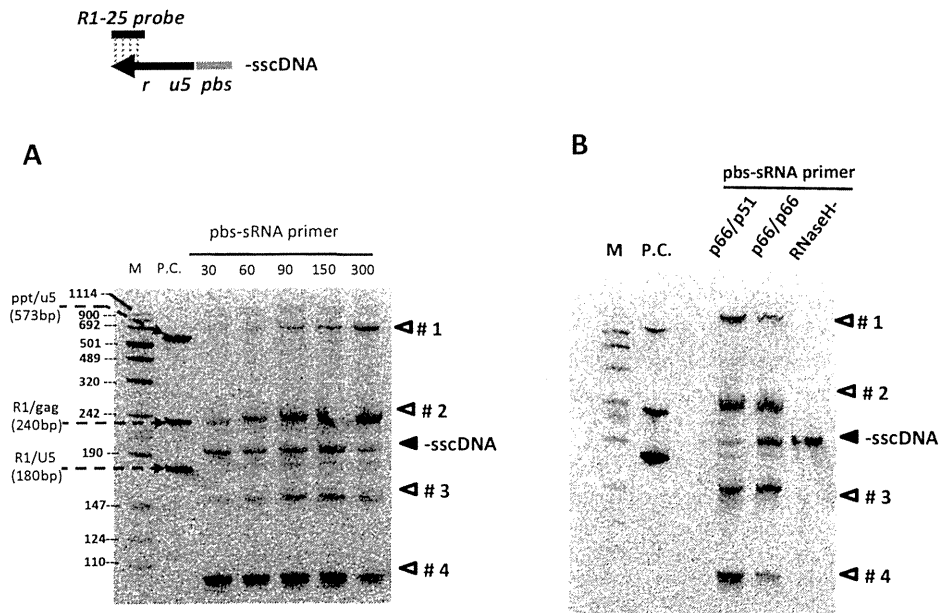 R1-25 probe
-sscDNA
r u5 pbs
A
pbs-sRNA primer
M P.C. 30 60 90 150 300
1114
ppt/u5
(573bp)
900
692
501
489
320
R1/gag
(240bp)
242
190
R1/U5
(180bp)
147
124
110
# 1
# 2
-sscDNA
# 3
# 4
B
pbs-sRNA primer
M P.C. p66/p51 p66/p66 RNaseH-
# 1
# 2
-sscDNA
# 3
# 4